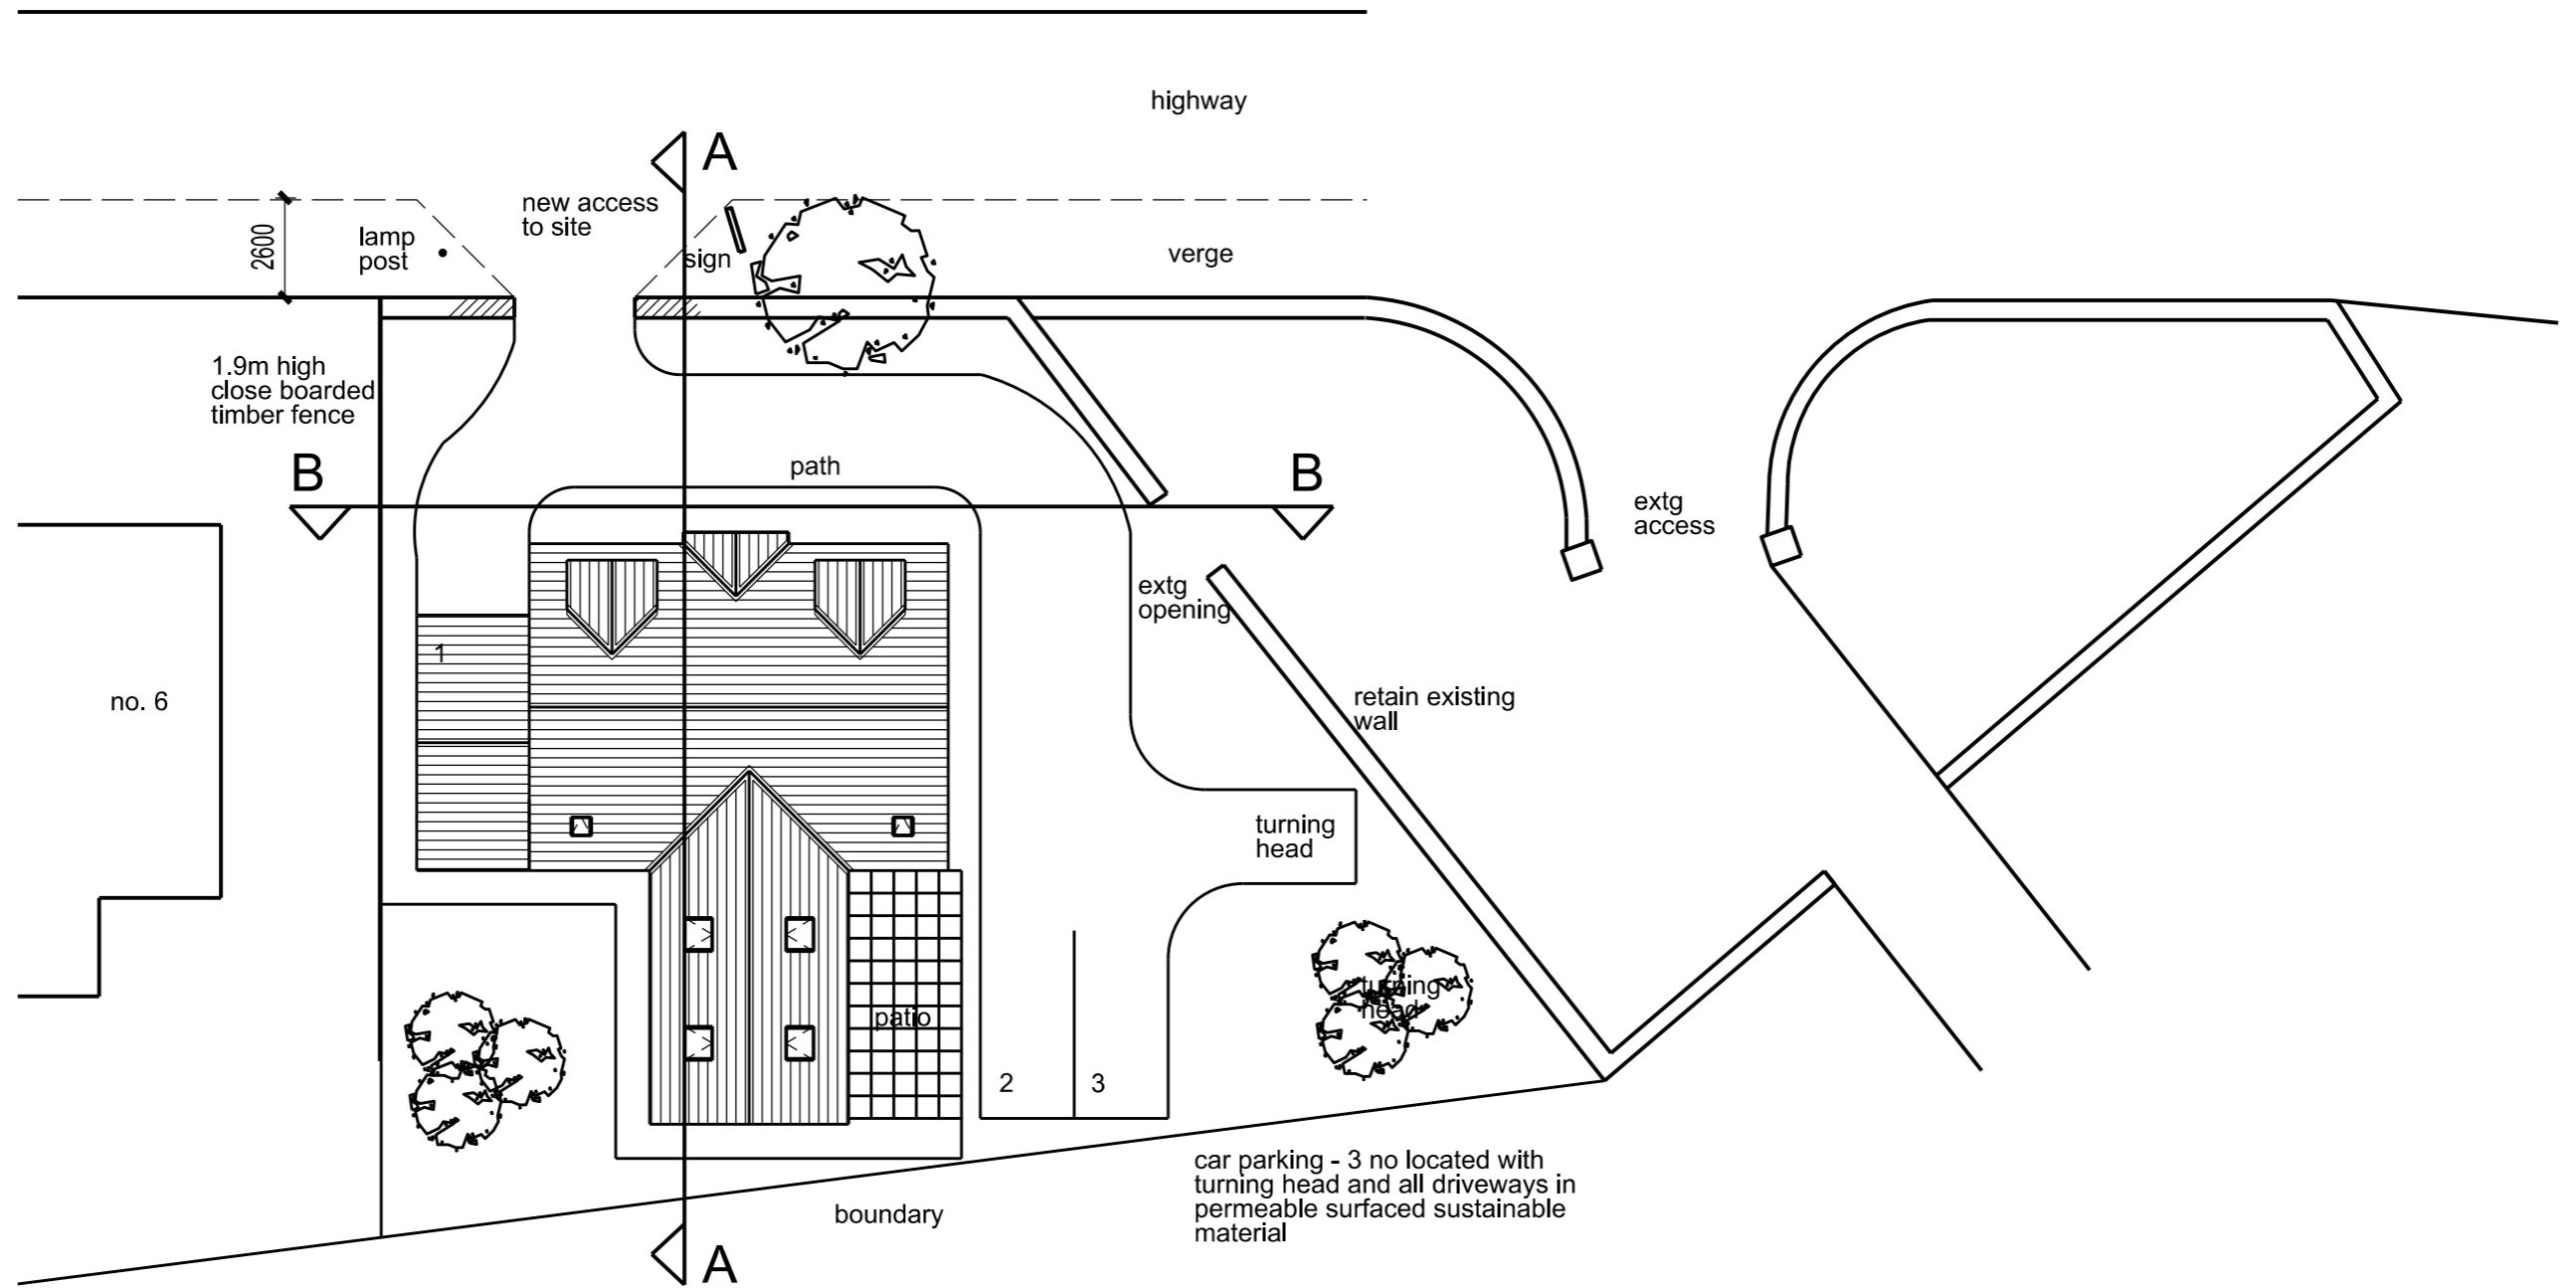 highway
A
new access
to site
lamp
post
2600
sign
verge
1.9m high
close boarded
timber fence
path
B
B
extg
access
extg
opening
1
no. 6
retain existing
wall
turning
head
turning
head
patio
2
3
car parking - 3 no located with
turning head and all driveways in
permeable surfaced sustainable
material
boundary
A